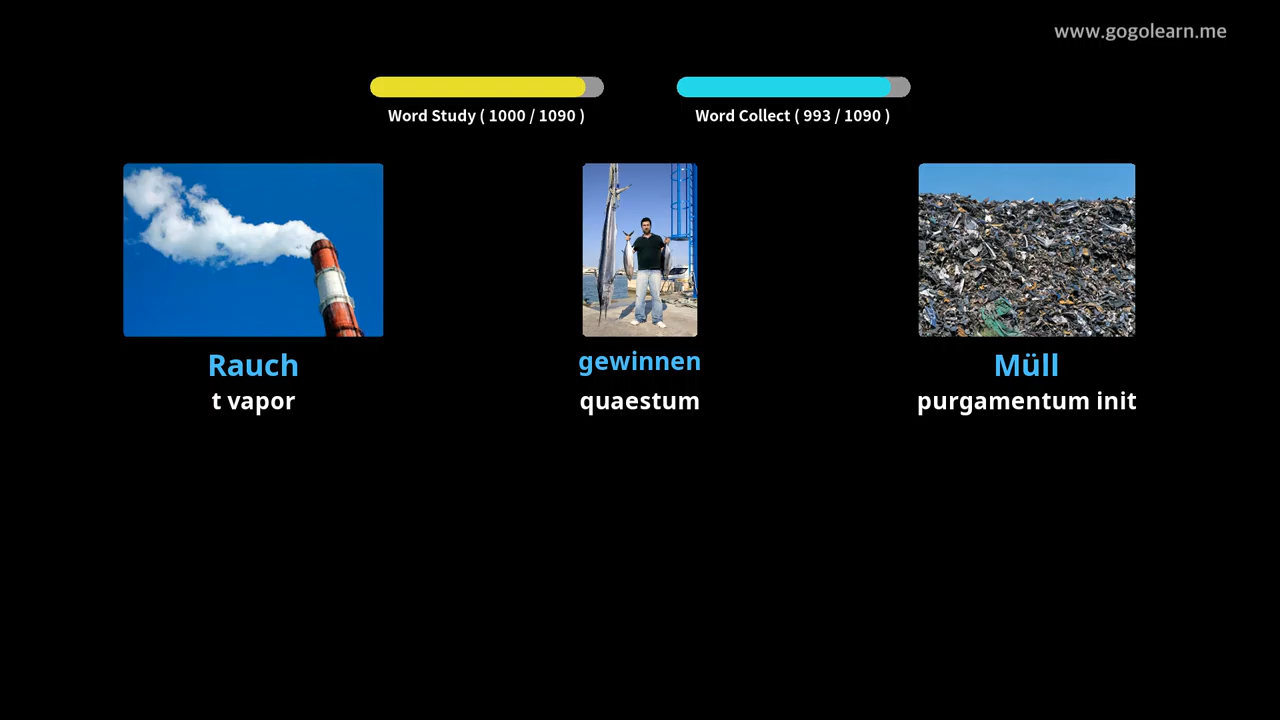 www.gogolearn.me
Word Study ( 1000 / 1090 )
Word Collect ( 993 / 1090 )
Rauch
t vapor
gewinnen
quaestum
Müll
purgamentum init